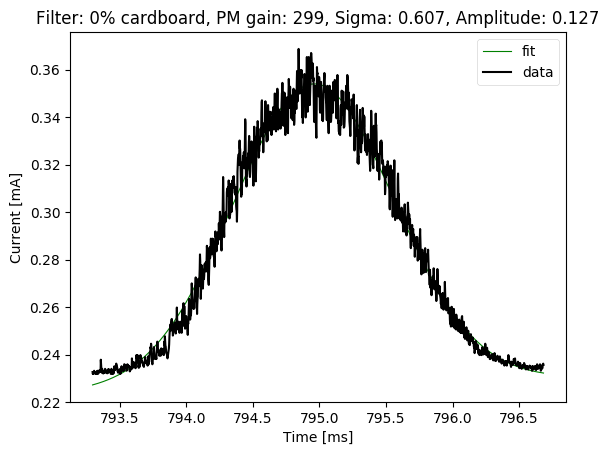 Filter: 0% cardboard, PM gain: 299, Sigma: 0.607, Amplitude: 0.127
fit
data
0.36
0.34
0.32
0.30
0.28
0.26
0.24
0.22
Current [mA]
793.5 794.0 794.5 795.0 795.5 796.0 796.5
Time [ms]